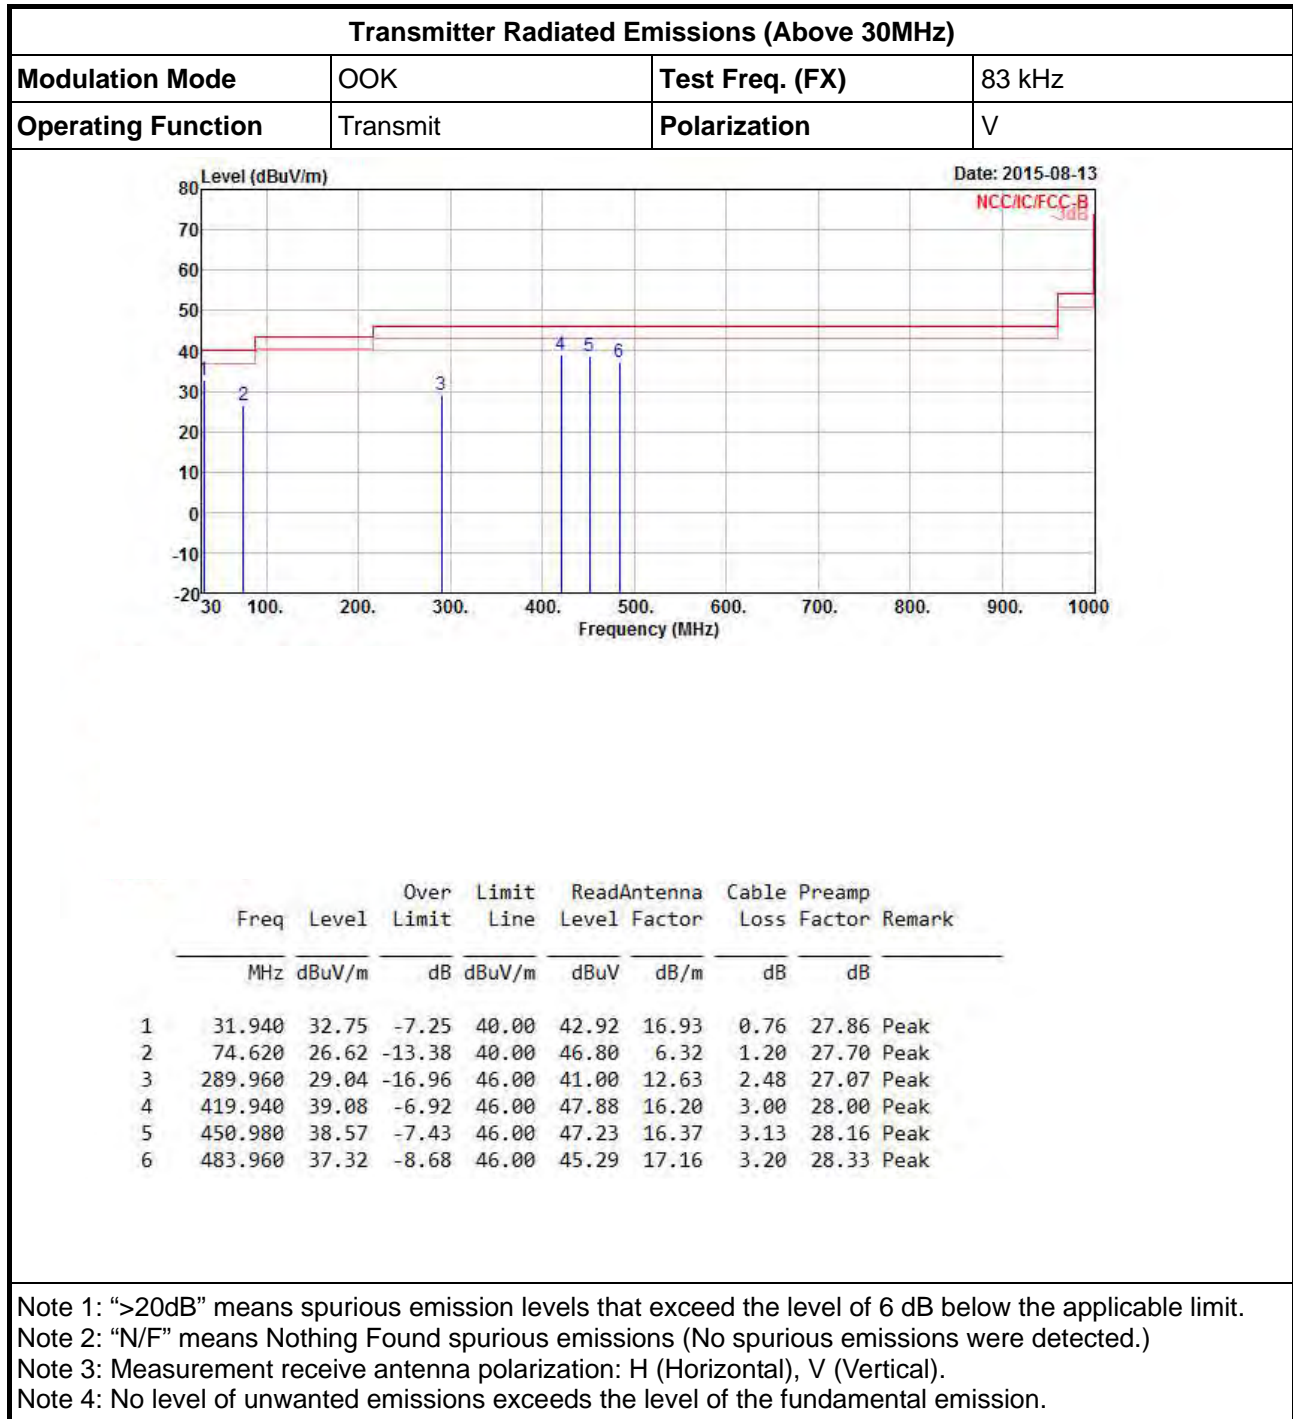 Transmitter Radiated Emissions (Above 30MHz)
Modulation Mode OOK Test Freq. (FX) 83 kHz
Operating Function Transmit Polarization V
Level (dBuV/m) Date: 2015-08-13
80 NCC/IC/FCC-B
-3dB
70
60
50
40
30
20
10
0
-10
-20
4 5 6
2 3
30 100. 200. 300. 400. 500. 600. 700. 800. 900. 1000
Frequency (MHz)
Over Limit ReadAntenna Cable Preamp
Freq Level Limit Line Level Factor Loss Factor Remark
MHz dBuV/m dB dBuV/m dBuV dB/m dB dB
1 31.940 32.75 -7.25 40.00 42.92 16.93 0.76 27.86 Peak
2 74.620 26.62 -13.38 40.00 46.80 6.32 1.20 27.70 Peak
3 289.960 29.04 -16.96 46.00 41.00 12.63 2.48 27.07 Peak
4 419.940 39.08 -6.92 46.00 47.88 16.20 3.00 28.00 Peak
5 450.980 38.57 -7.43 46.00 47.23 16.37 3.13 28.16 Peak
6 483.960 37.32 -8.68 46.00 45.29 17.16 3.20 28.33 Peak
Note 1: “>20dB” means spurious emission levels that exceed the level of 6 dB below the applicable limit.
Note 2: “N/F” means Nothing Found spurious emissions (No spurious emissions were detected.)
Note 3: Measurement receive antenna polarization: H (Horizontal), V (Vertical).
Note 4: No level of unwanted emissions exceeds the level of the fundamental emission.